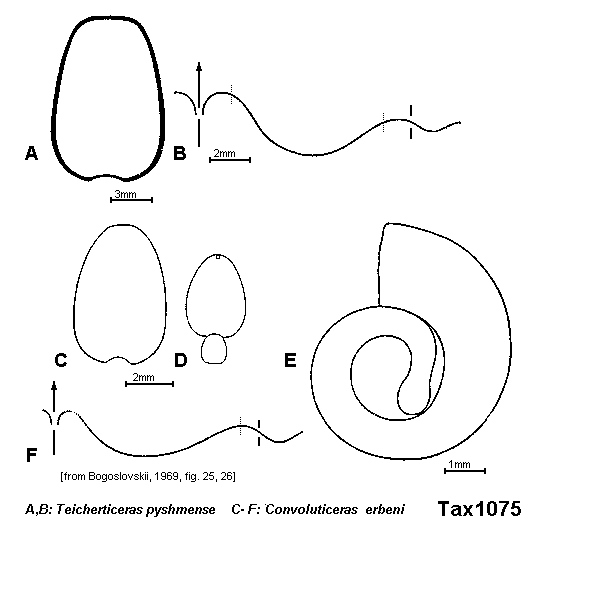 A
B
2mm
3mm
C
D
E
2mm
F
1mm
[from Bogoslovskii, 1969, fig. 25, 26]
A,B: Teicherticeras pyshmense C- F: Convoluticeras erbeni Tax1075